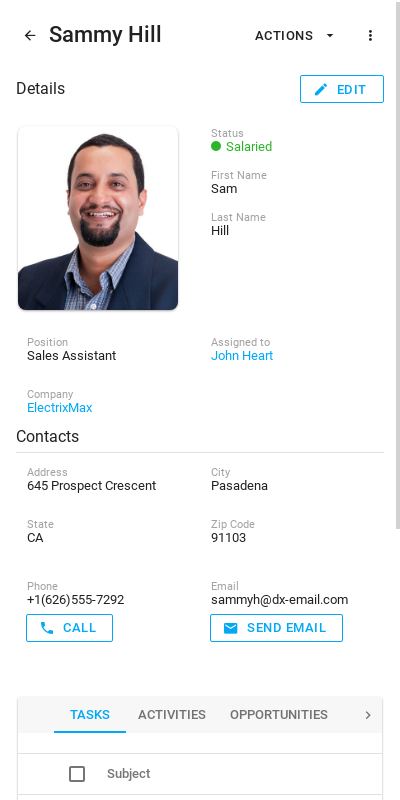 Sammy Hill
ACTIONS
Details
EDIT
Status
Salaried
First Name
Sam
Last Name
Hill
Position
Sales Assistant
Assigned to
John Heart
Company
ElectrixMax
Contacts
Address
645 Prospect Crescent
City
Pasadena
State
CA
Zip Code
91103
Phone
+1(626)555-7292
CALL
Email
sammyh@dx-email.com
SEND EMAIL
TASKS ACTIVITIES OPPORTUNITIES
Subject